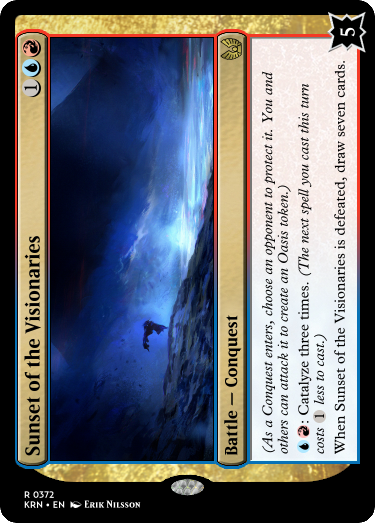 Sunset of the Visionaries
1
Battle — Conquest
(As a Conquest enters, choose an opponent to protect it. You and
others can attack it to create an Oasis token.)
: Catalyze three times. (The next spell you cast this turn
costs 1 less to cast.)
When Sunset of the Visionaries is defeated, draw seven cards.
5
R 0372
KRN • EN Erik Nilsson